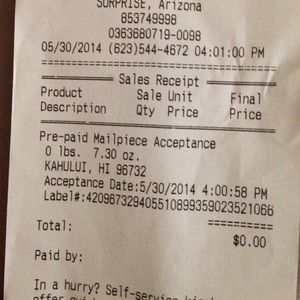 SURPRISE, Arizona
853749998
0363680719-0098
05/30/2014 (623)544-4672 04:01:00 PM
Sales Receipt
Product Sale Unit Final
Description Qty Price Price
Pre-paid Mailpiece Acceptance
0 lbs. 7.30 oz.
KAHULUI, HI 96732
Acceptance Date:5/30/2014 4:00:58 PM
Label#:420967329405510899359023521066
Total: $0.00
Paid by:
In a hurry? Self-service
offer